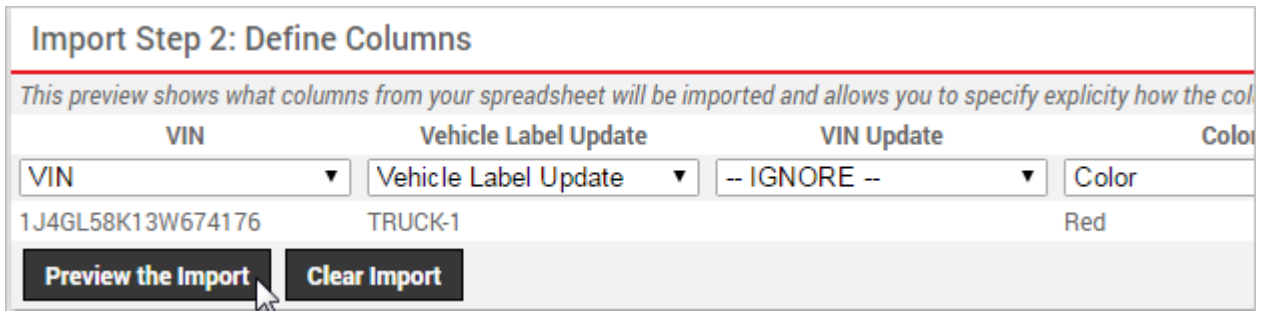 Import Step 2: Define Columns
This preview shows what columns from your spreadsheet will be imported and allows you to specify explicity how the col
VIN Vehicle Label Update VIN Update Color
VIN Vehicle Label Update -- IGNORE -- Color
1J4GL58K13W674176 TRUCK-1 Red
Preview the Import Clear Import